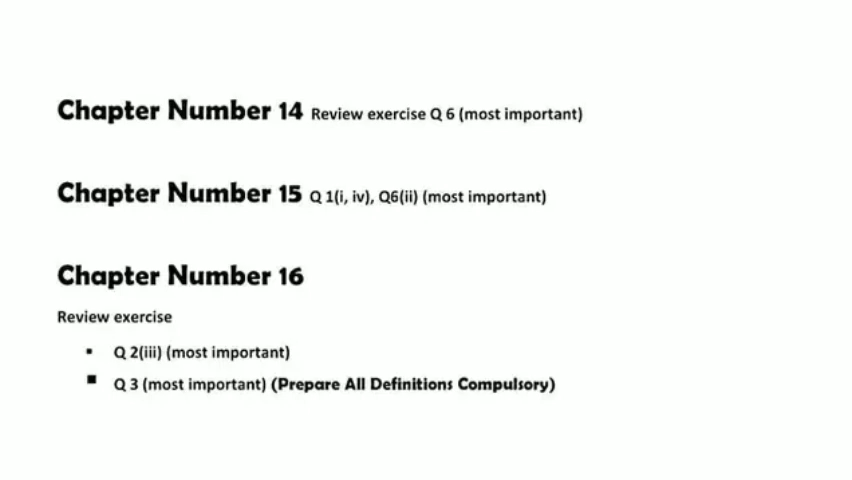 Chapter Number 14 Review exercise Q 6 (most important)
Chapter Number 15 Q 1(i, iv), Q6(ii) (most important)
Chapter Number 16
Review exercise
▪ Q 2(iii) (most important)
▪ Q 3 (most important) (Prepare All Definitions Compulsory)